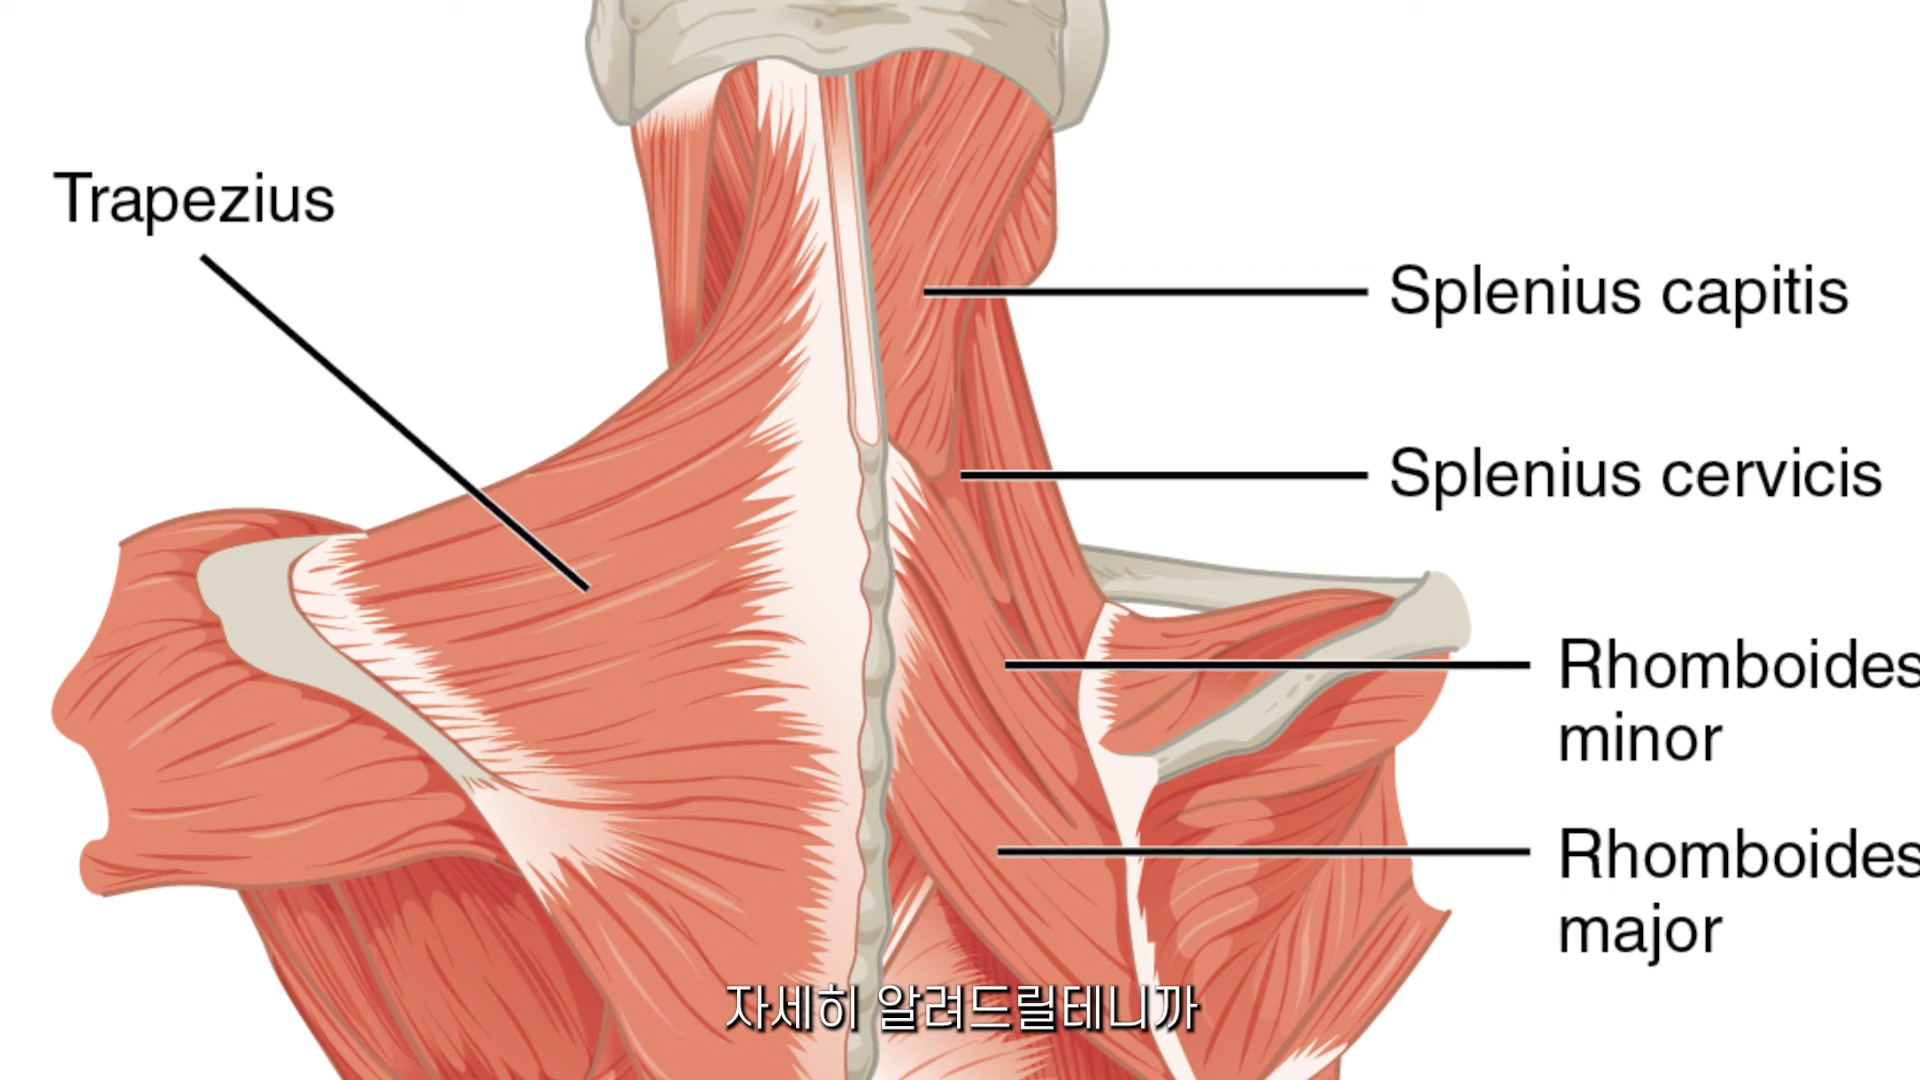 Trapezius
Splenius capitis
Splenius cervicis
Rhomboides
minor
Rhomboides
major
자세히 알려드릴테니까